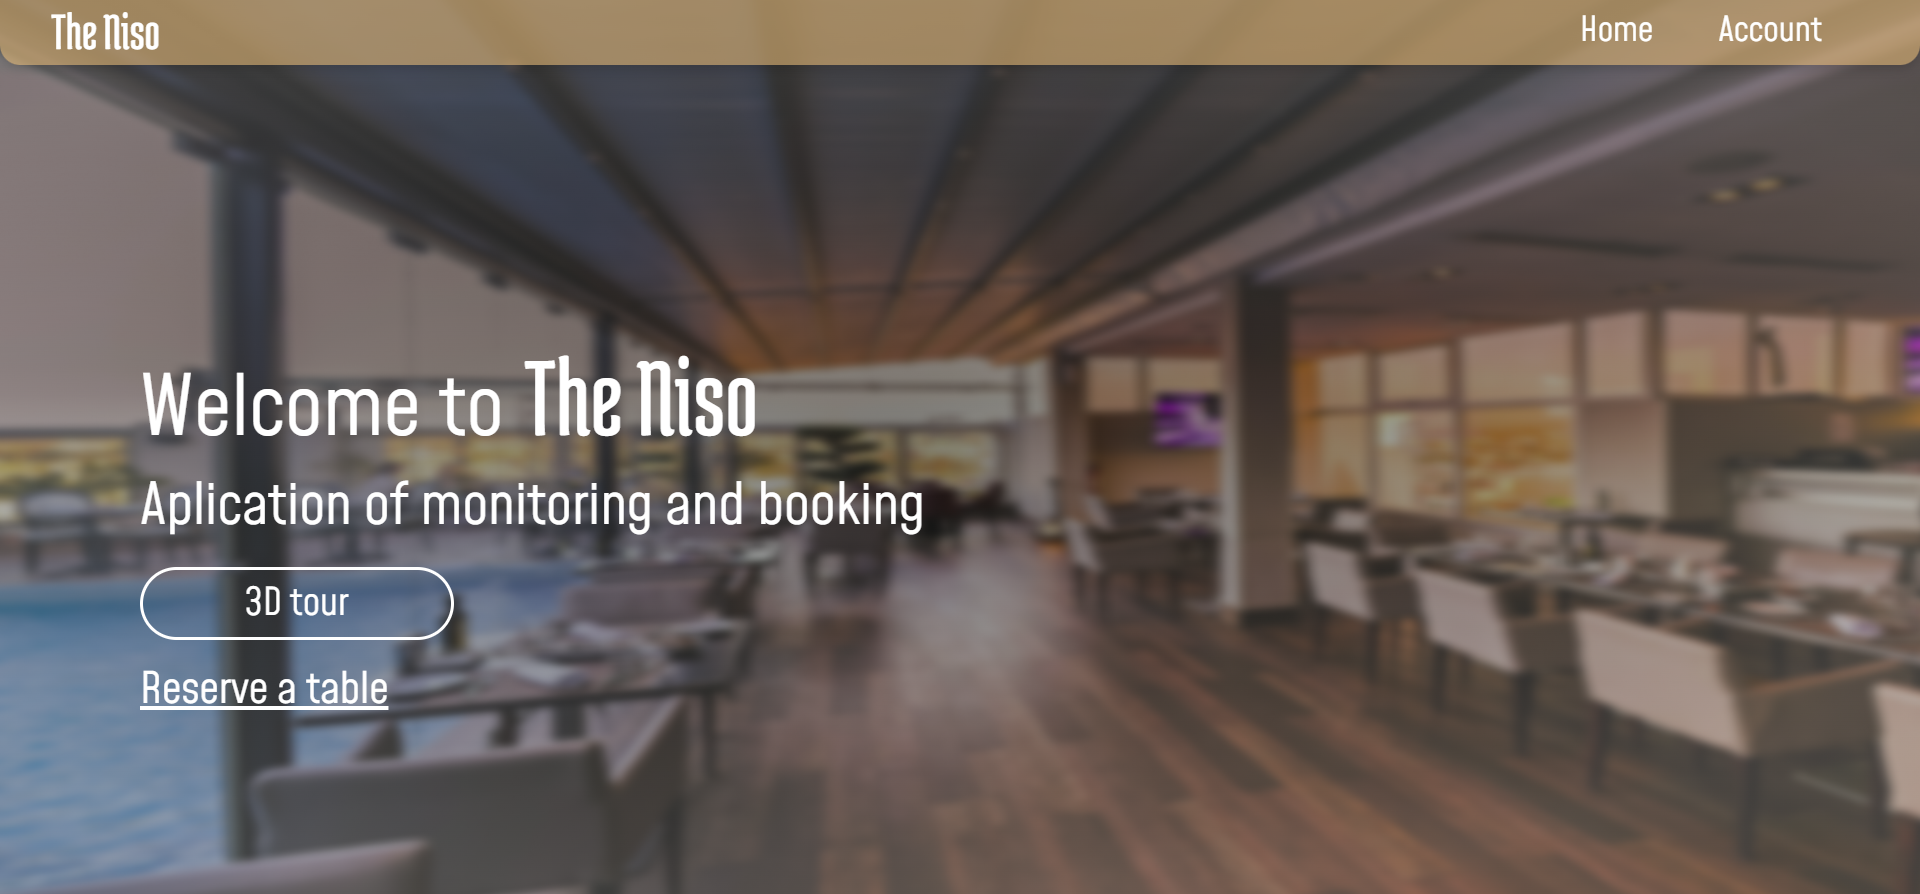 The Niso
Home
Account
Welcome to The Niso
Aplication of monitoring and booking
3D tour
Reserve a table